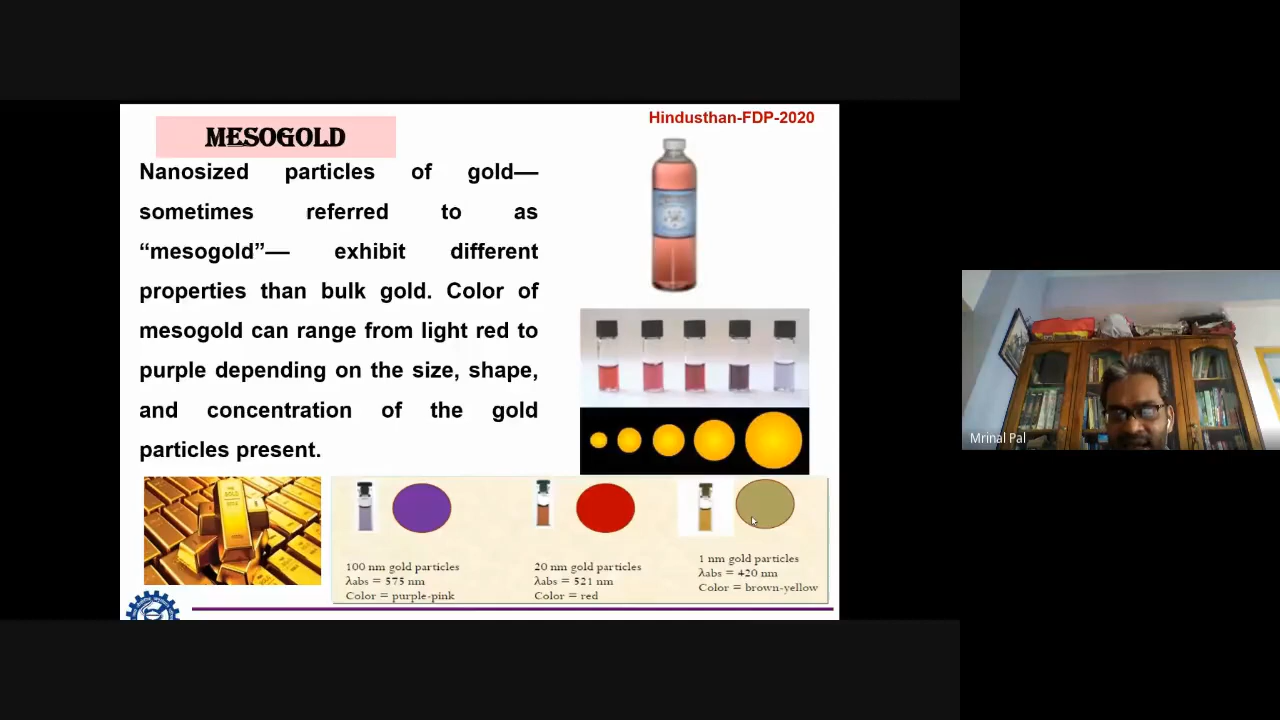 Hindusthan-FDP-2020
MESOGOLD
Nanosized particles of gold—
sometimes referred to as
“mesogold”— exhibit different
properties than bulk gold. Color of
mesogold can range from light red to
purple depending on the size, shape,
and concentration of the gold
particles present.
100 nm gold particles
λabs = 575 nm
Color = purple-pink
20 nm gold particles
λabs = 521 nm
Color = red
1 nm gold particles
λabs = 420 nm
Color = brown-yellow
Mrinal Pal